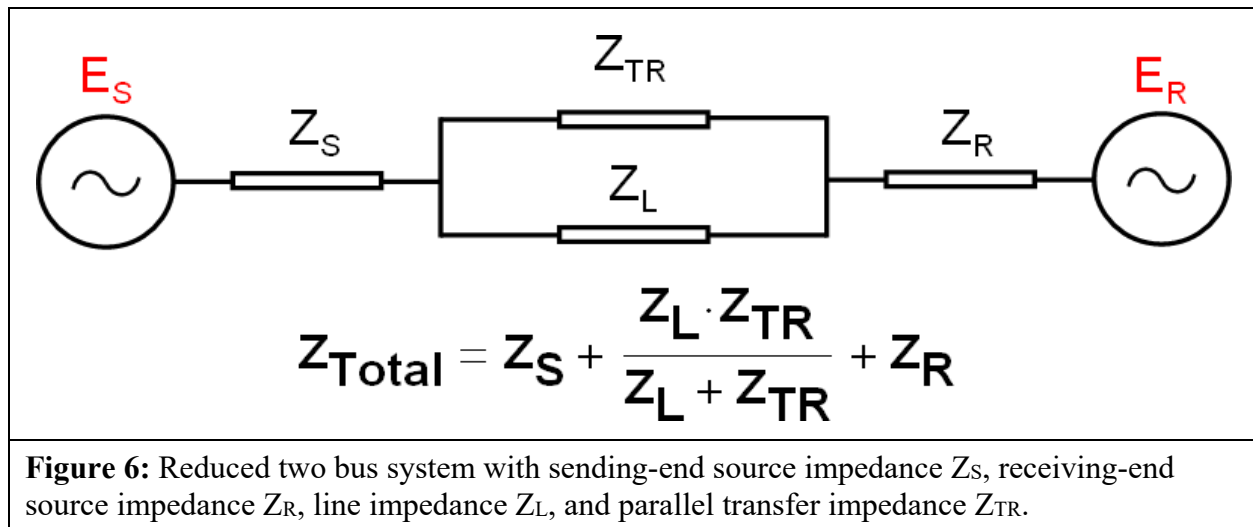 Z_TR
E_S
E_R
Z_S
Z_R
Z_L
Z_Total = Z_S + (Z_L · Z_TR) / (Z_L + Z_TR) + Z_R
Figure 6: Reduced two bus system with sending-end source impedance Z_S, receiving-end
source impedance Z_R, line impedance Z_L, and parallel transfer impedance Z_TR.